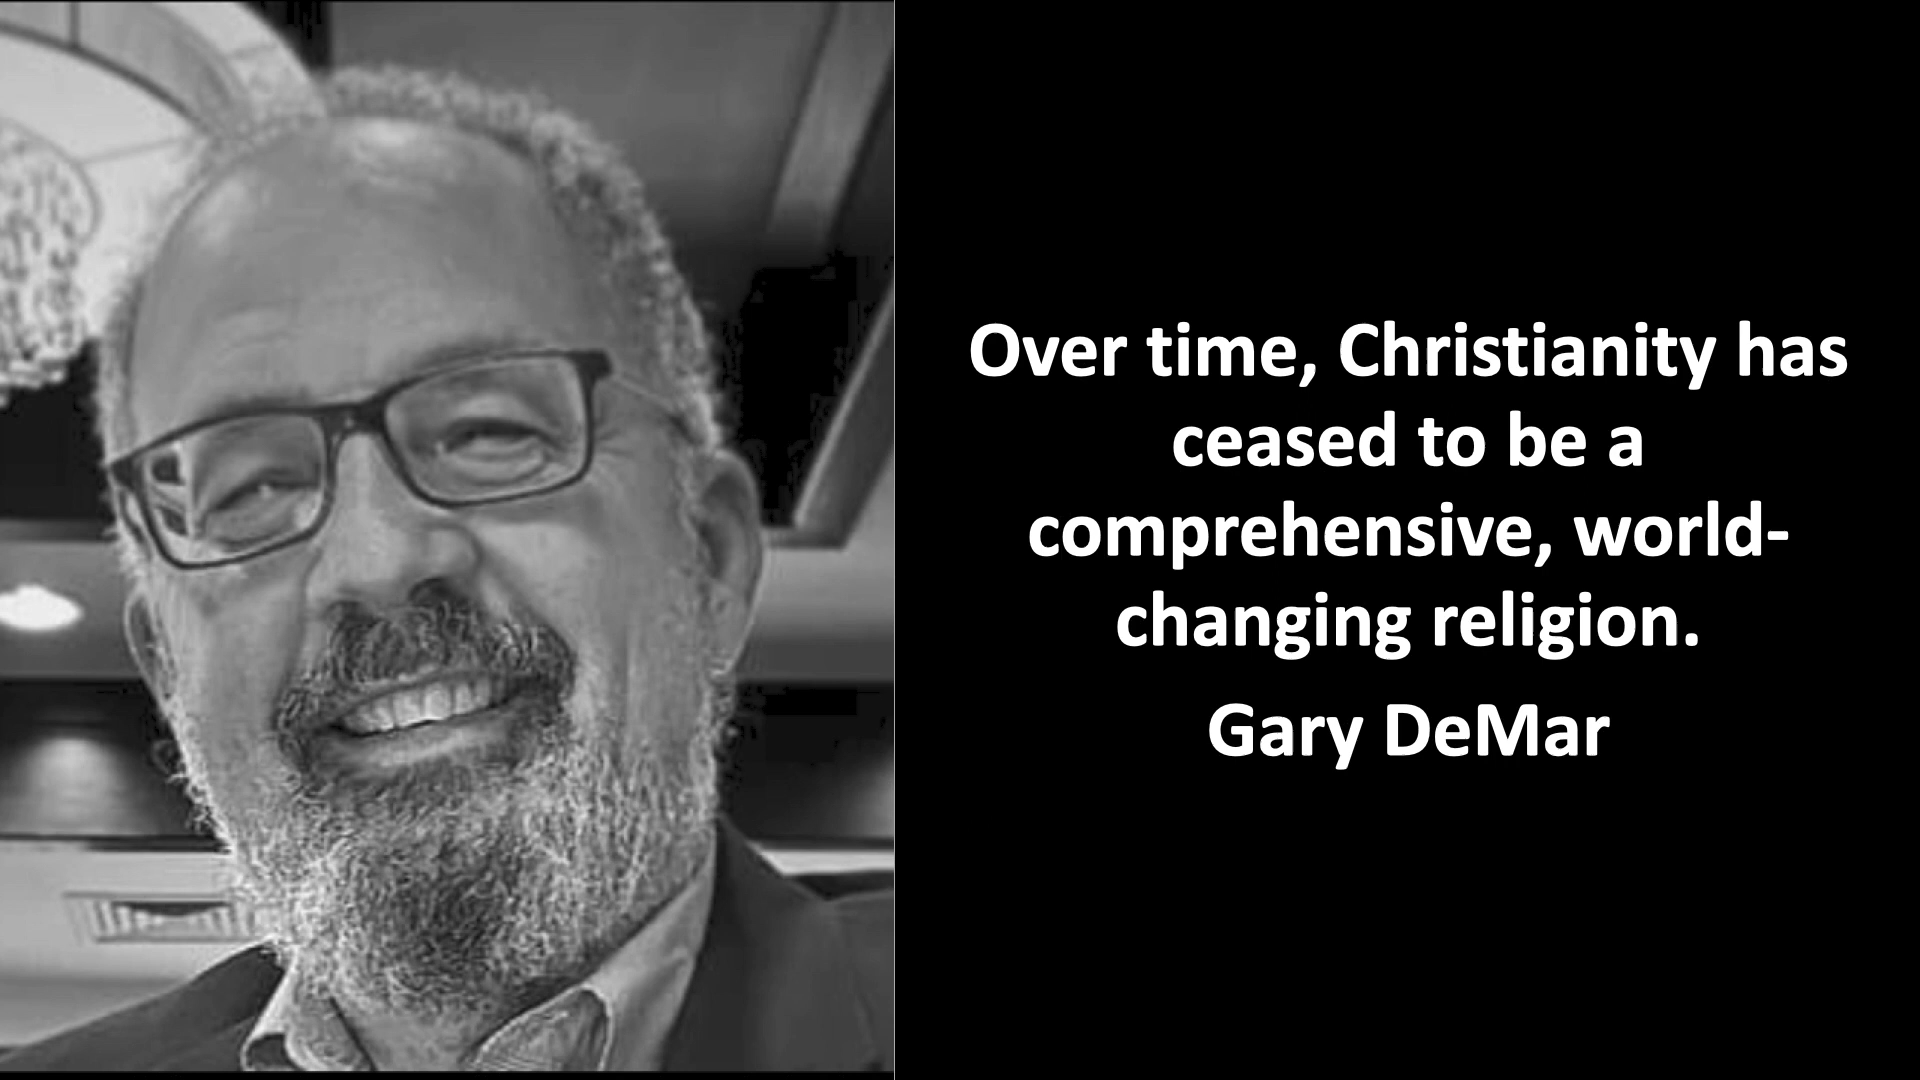 Over time, Christianity has
ceased to be a
comprehensive, world-
changing religion.
Gary DeMar